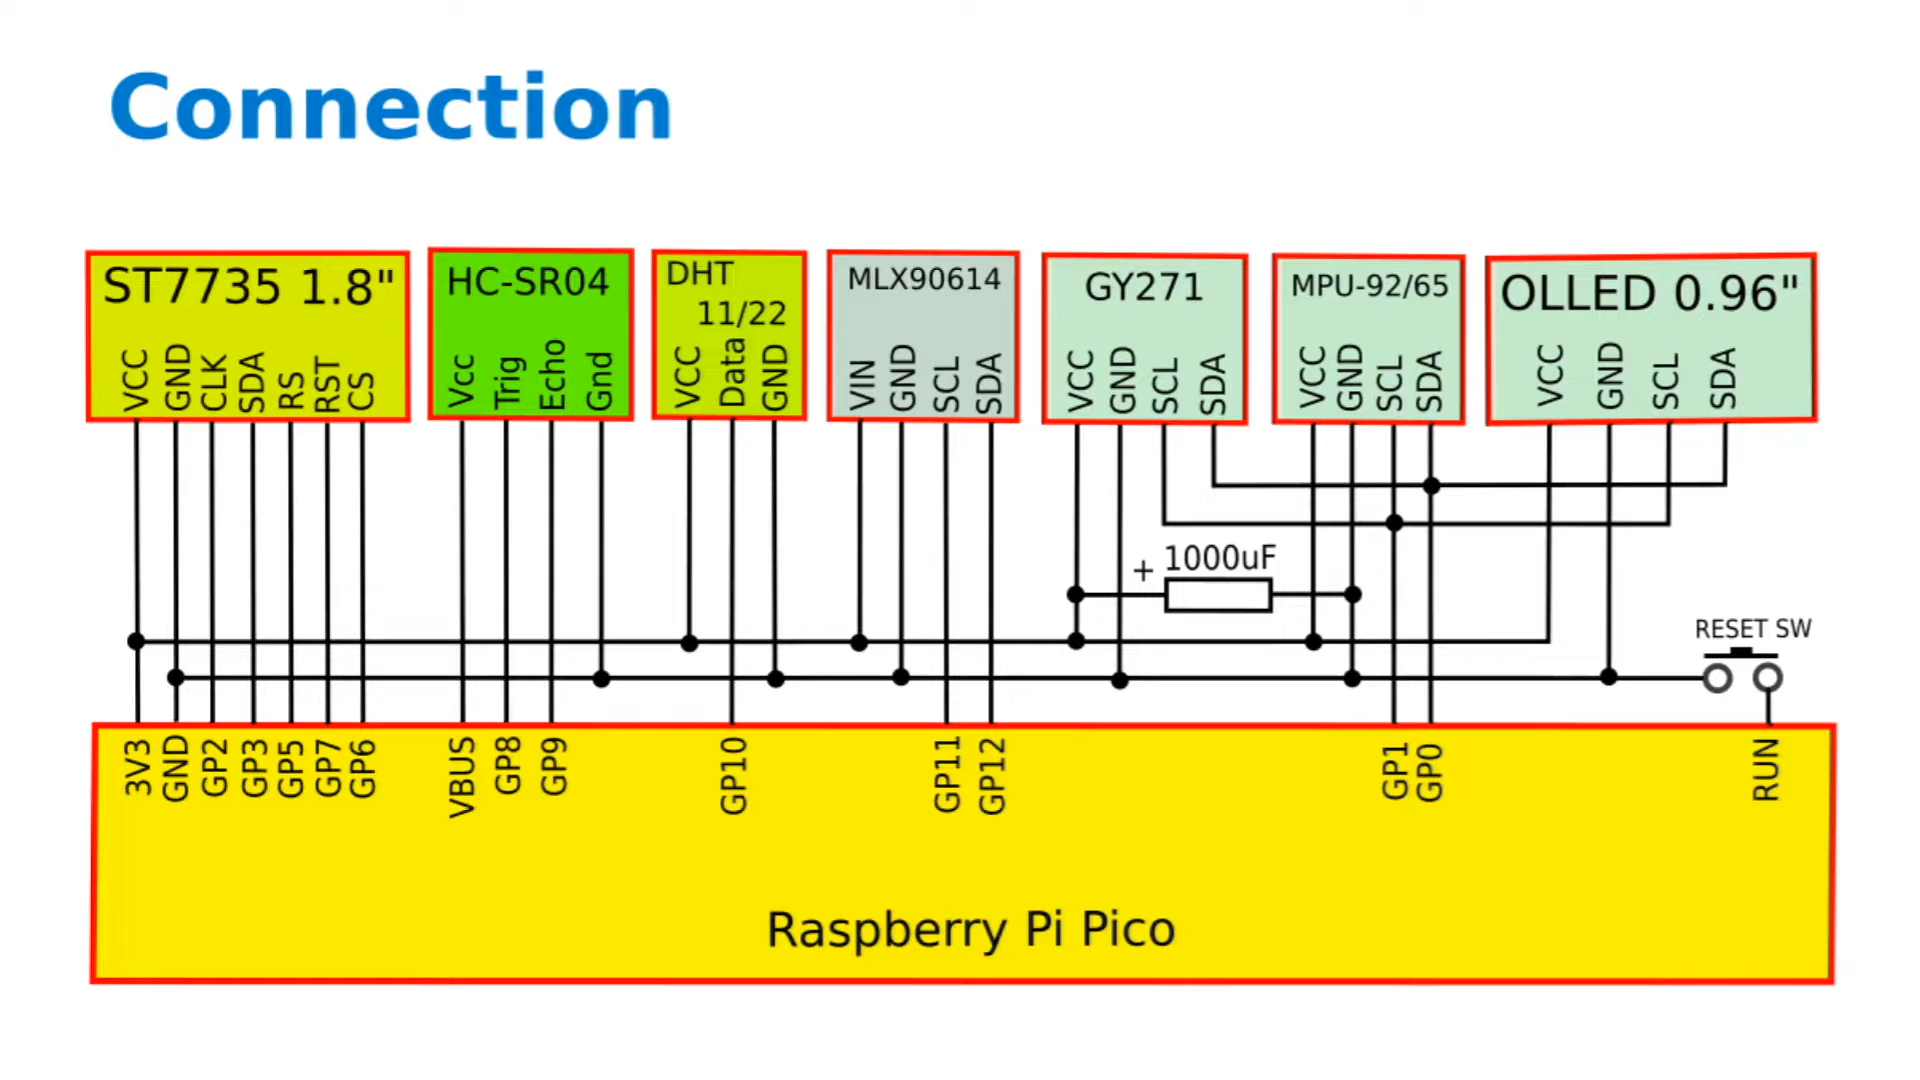 Connection
ST7735 1.8"
VCC GND CLK SDA RS RST CS
HC-SR04
Vcc Trig Echo Gnd
DHT
11/22
VCC Data GND
MLX90614
VIN GND SCL SDA
GY271
VCC GND SCL SDA
MPU-92/65
VCC GND SCL SDA
OLLED 0.96"
VCC GND SCL SDA
+ 1000uF
RESET SW
3V3 GND GP2 GP3 GP5 GP7 GP6 VBUS GP8 GP9 GP10 GP11 GP12 GP1 GP0 RUN
Raspberry Pi Pico